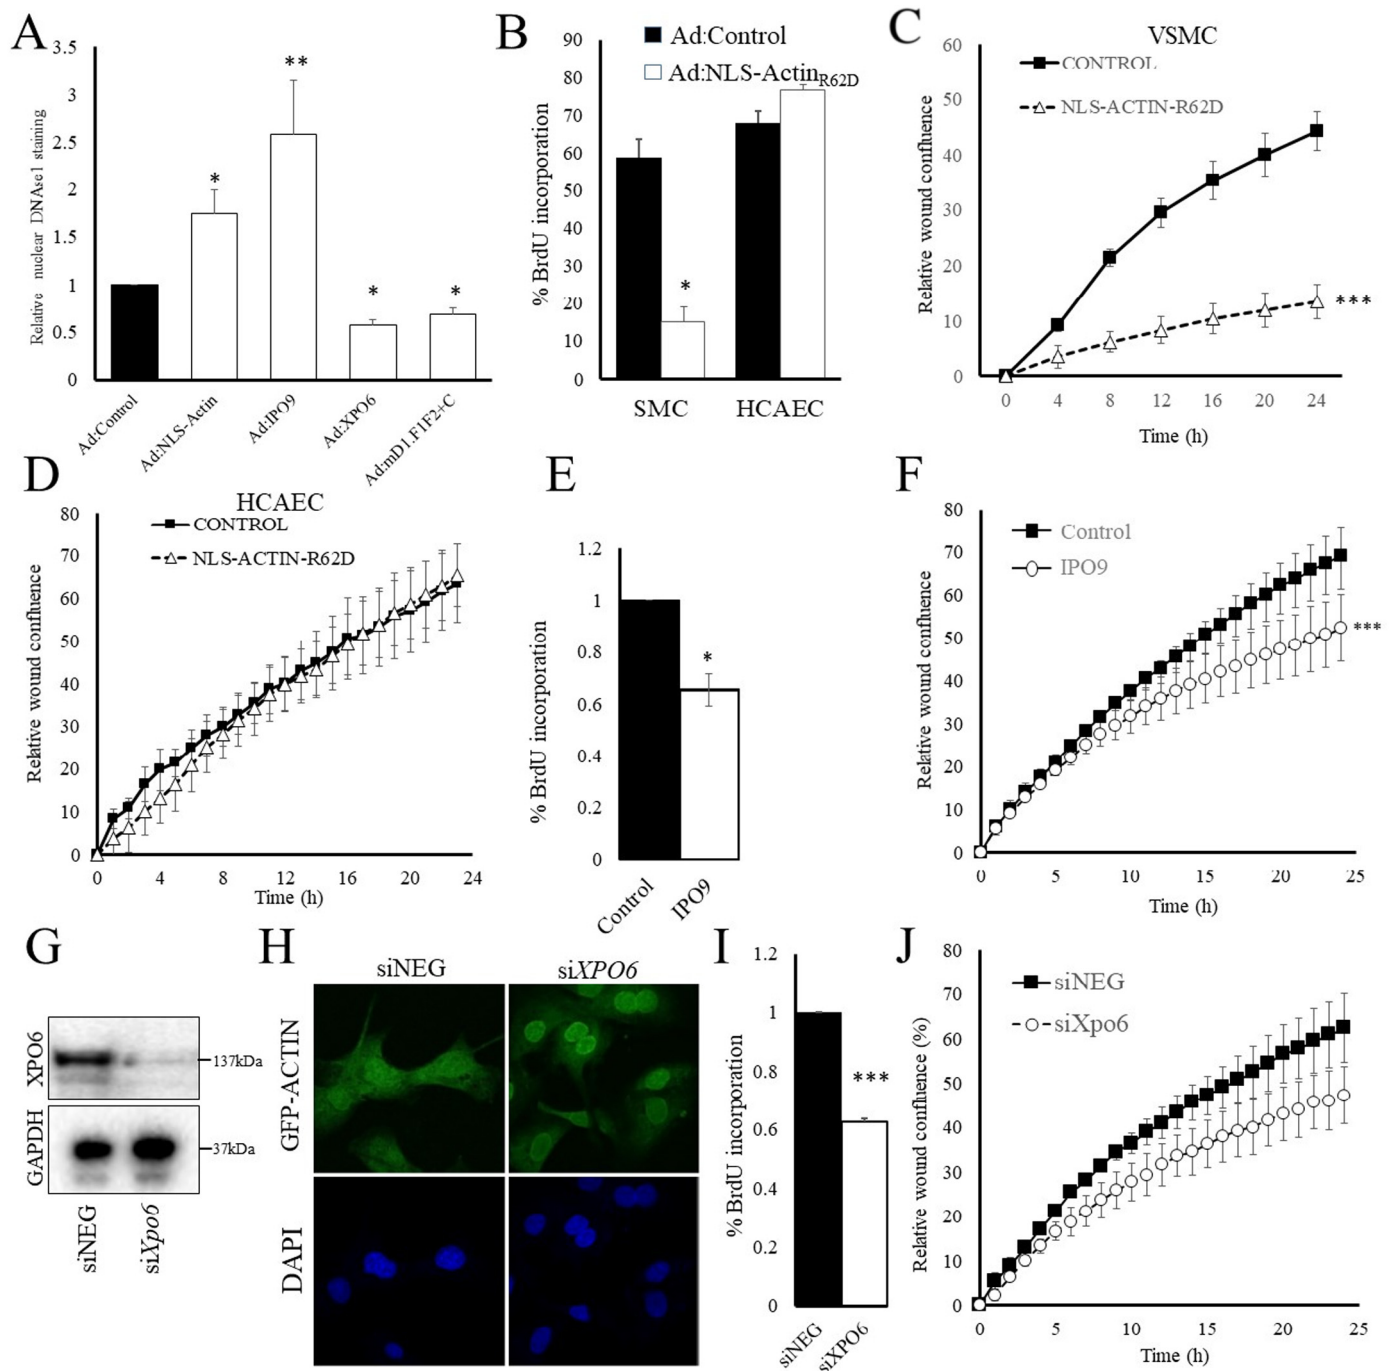 A
Relative nuclear DNAse1 staining
3.5
3
2.5
2
1.5
1
0.5
0
*
**
*
*
Ad:Control
Ad:NLS-Actin
Ad:IPO9
Ad:XPO6
Ad:mD1.F1F2+C
B
Ad:Control
Ad:NLS-ActinR62D
% BrdU incorporation
90
80
70
60
50
40
30
20
10
0
*
SMC HCAEC
C
VSMC
CONTROL
NLS-ACTIN-R62D
Relative wound confluence
60
50
40
30
20
10
0
***
0 4 8 12 16 20 24
Time (h)
D
HCAEC
CONTROL
NLS-ACTIN-R62D
Relative wound confluence
80
70
60
50
40
30
20
10
0
0 4 8 12 16 20 24
Time (h)
E
% BrdU incorporation
1.2
1
0.8
0.6
0.4
0.2
0
*
Control
IPO9
F
Control
IPO9
Relative wound confluence
80
70
60
50
40
30
20
10
0
***
0 5 10 15 20 25
Time (h)
G
XPO6
137kDa
GAPDH
37kDa
siNEG
siXpo6
H
siNEG siXPO6
GFP-ACTIN
DAPI
I
% BrdU incorporation
1.2
1
0.8
0.6
0.4
0.2
0
***
siNEG
siXPO6
J
siNEG
siXpo6
Relative wound confluence (%)
80
70
60
50
40
30
20
10
0
0 5 10 15 20 25
Time (h)